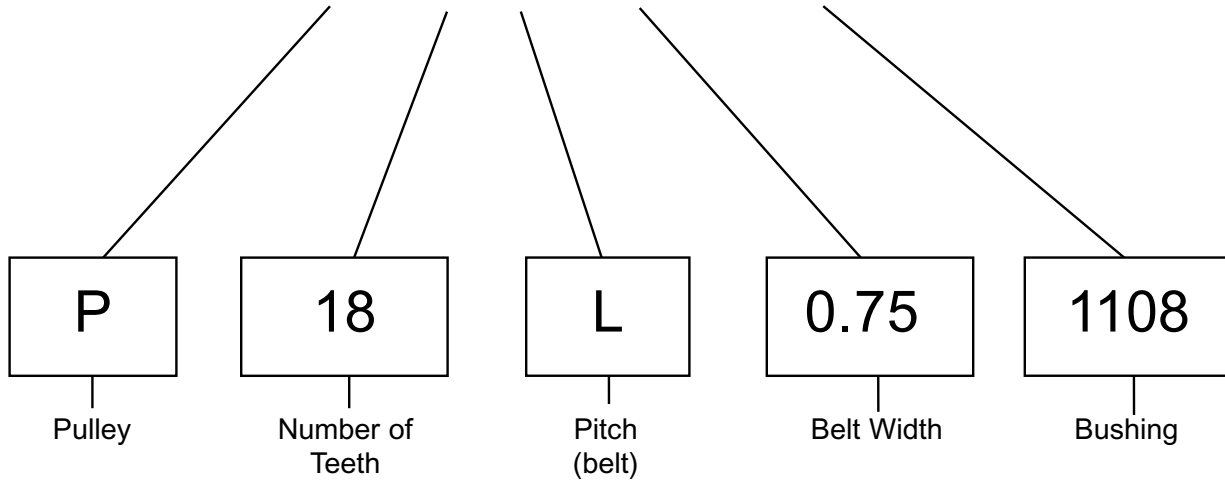 P 18 L 0.75 1108
Pulley Number of Teeth Pitch (belt) Belt Width Bushing